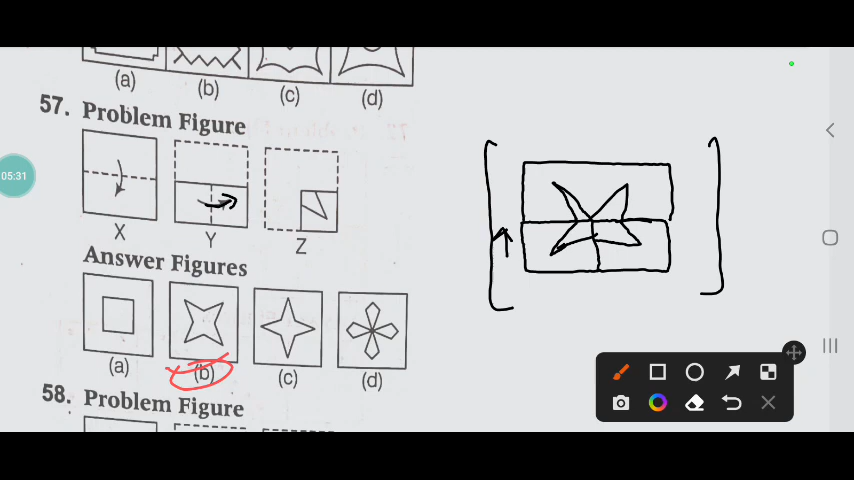 (a) (b) (c) (d)
57. Problem Figure
05:31
X Y Z
Answer Figures
(a) (b) (c) (d)
58. Problem Figure